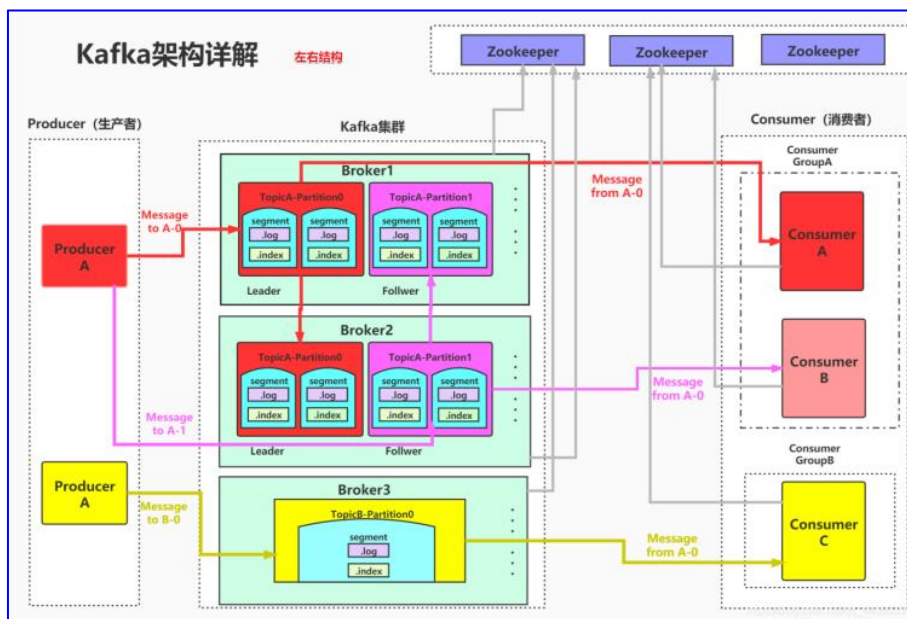 Kafka架构详解
左右结构
Zookeeper
Zookeeper
Zookeeper
Producer（生产者）
Kafka集群
Consumer（消费者）
Broker1
TopicA-Partition0
TopicA-Partition1
segment
segment
segment
segment
.log
.log
.log
.log
.index
.index
.index
.index
Leader
Follwer
Message
to A-0
Producer
A
Message
from A-0
Consumer
GroupA
Consumer
A
Broker2
TopicA-Partition0
TopicA-Partition1
segment
segment
segment
segment
.log
.log
.log
.log
.index
.index
.index
.index
Leader
Follwer
Message
to A-1
Message
from A-0
Consumer
B
Consumer
GroupB
Producer
A
Message
to B-0
Broker3
TopicB-Partition0
segment
.log
.index
Message
from A-0
Consumer
C